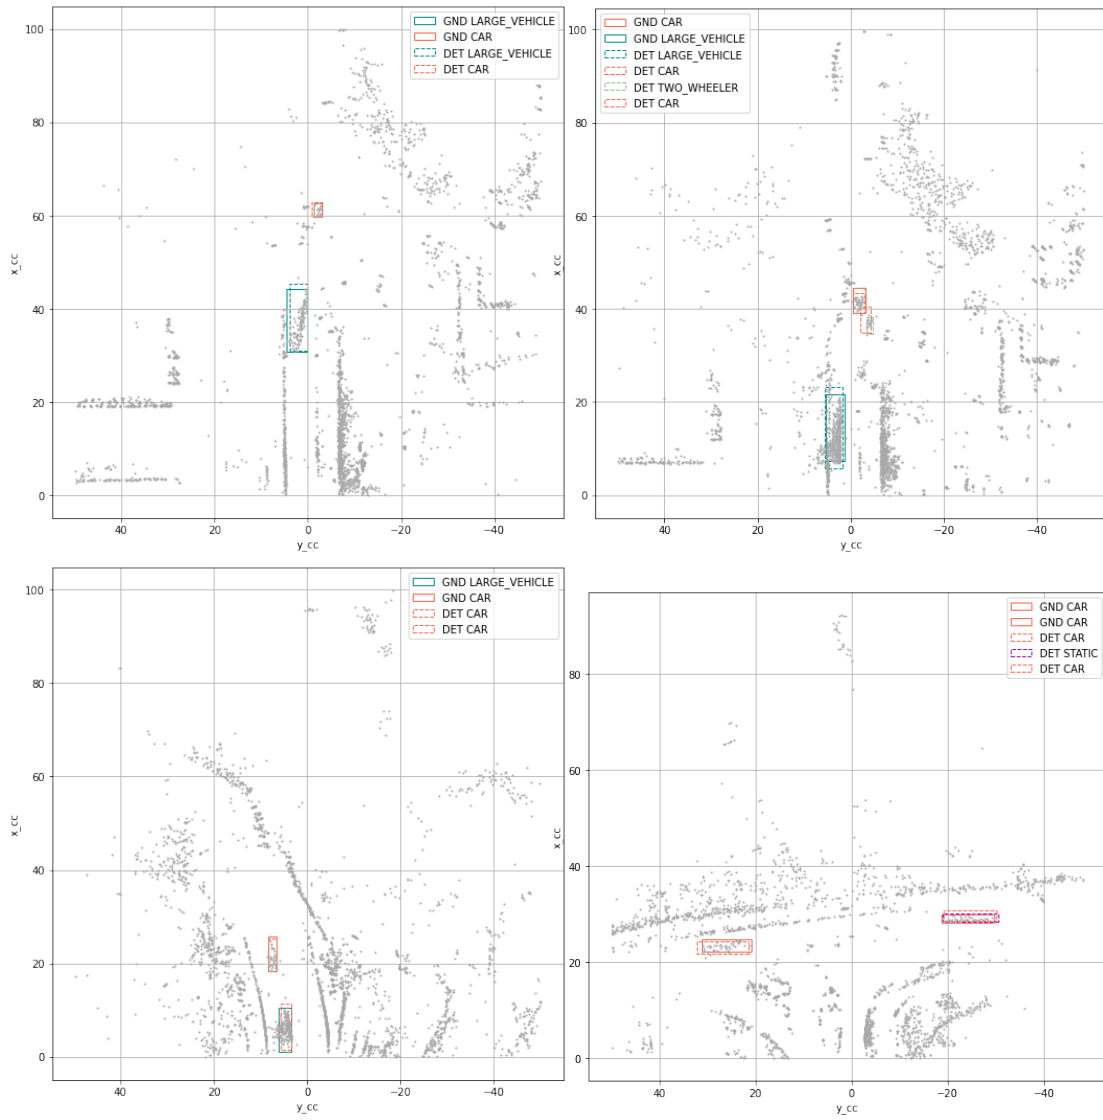 GND LARGE_VEHICLE
GND CAR
DET LARGE_VEHICLE
DET CAR
100
80
60
40
20
0
x_cc
40
20
0
−20
−40
y_cc
GND CAR
GND LARGE_VEHICLE
DET LARGE_VEHICLE
DET CAR
DET TWO_WHEELER
DET CAR
100
80
60
40
20
0
x_cc
40
20
0
−20
−40
y_cc
GND LARGE_VEHICLE
GND CAR
DET CAR
DET CAR
100
80
60
40
20
0
x_cc
40
20
0
−20
−40
y_cc
GND CAR
GND CAR
DET CAR
DET STATIC
DET CAR
80
60
40
20
0
x_cc
40
20
0
−20
−40
y_cc